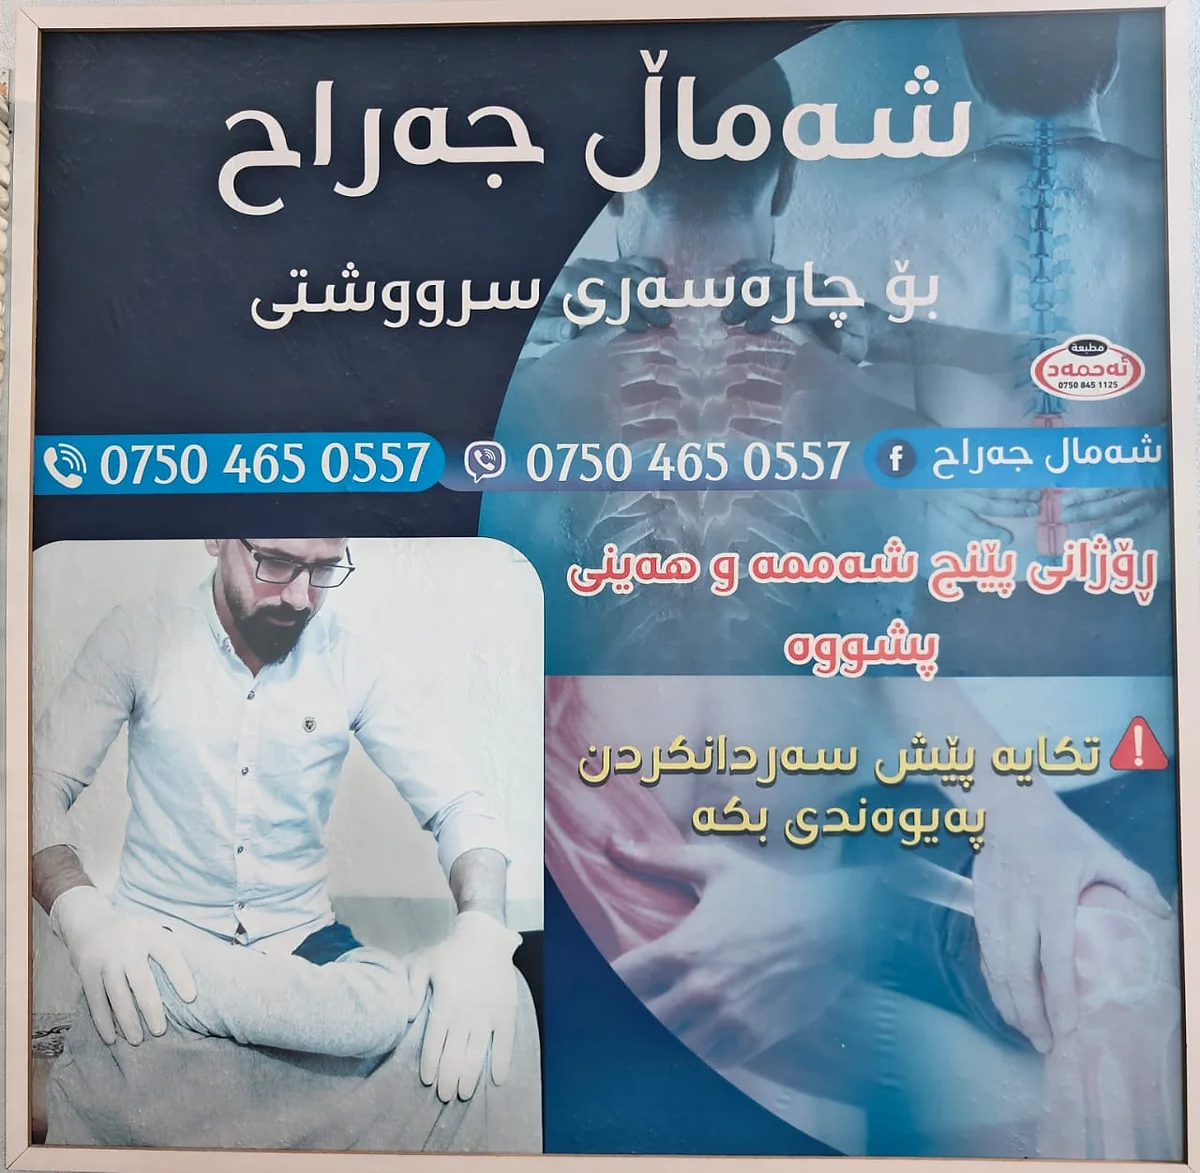 شەماڵ جەراح
بۆ چارەسەری سرووشتی
مطبعة
ئەحمەد
0750 845 1125
0750 465 0557
0750 465 0557
شەمال جەراح
ڕۆژانی پێنج شەممە و هەینی
پشووە
تکایە پێش سەردانکردن
پەیوەندی بکە